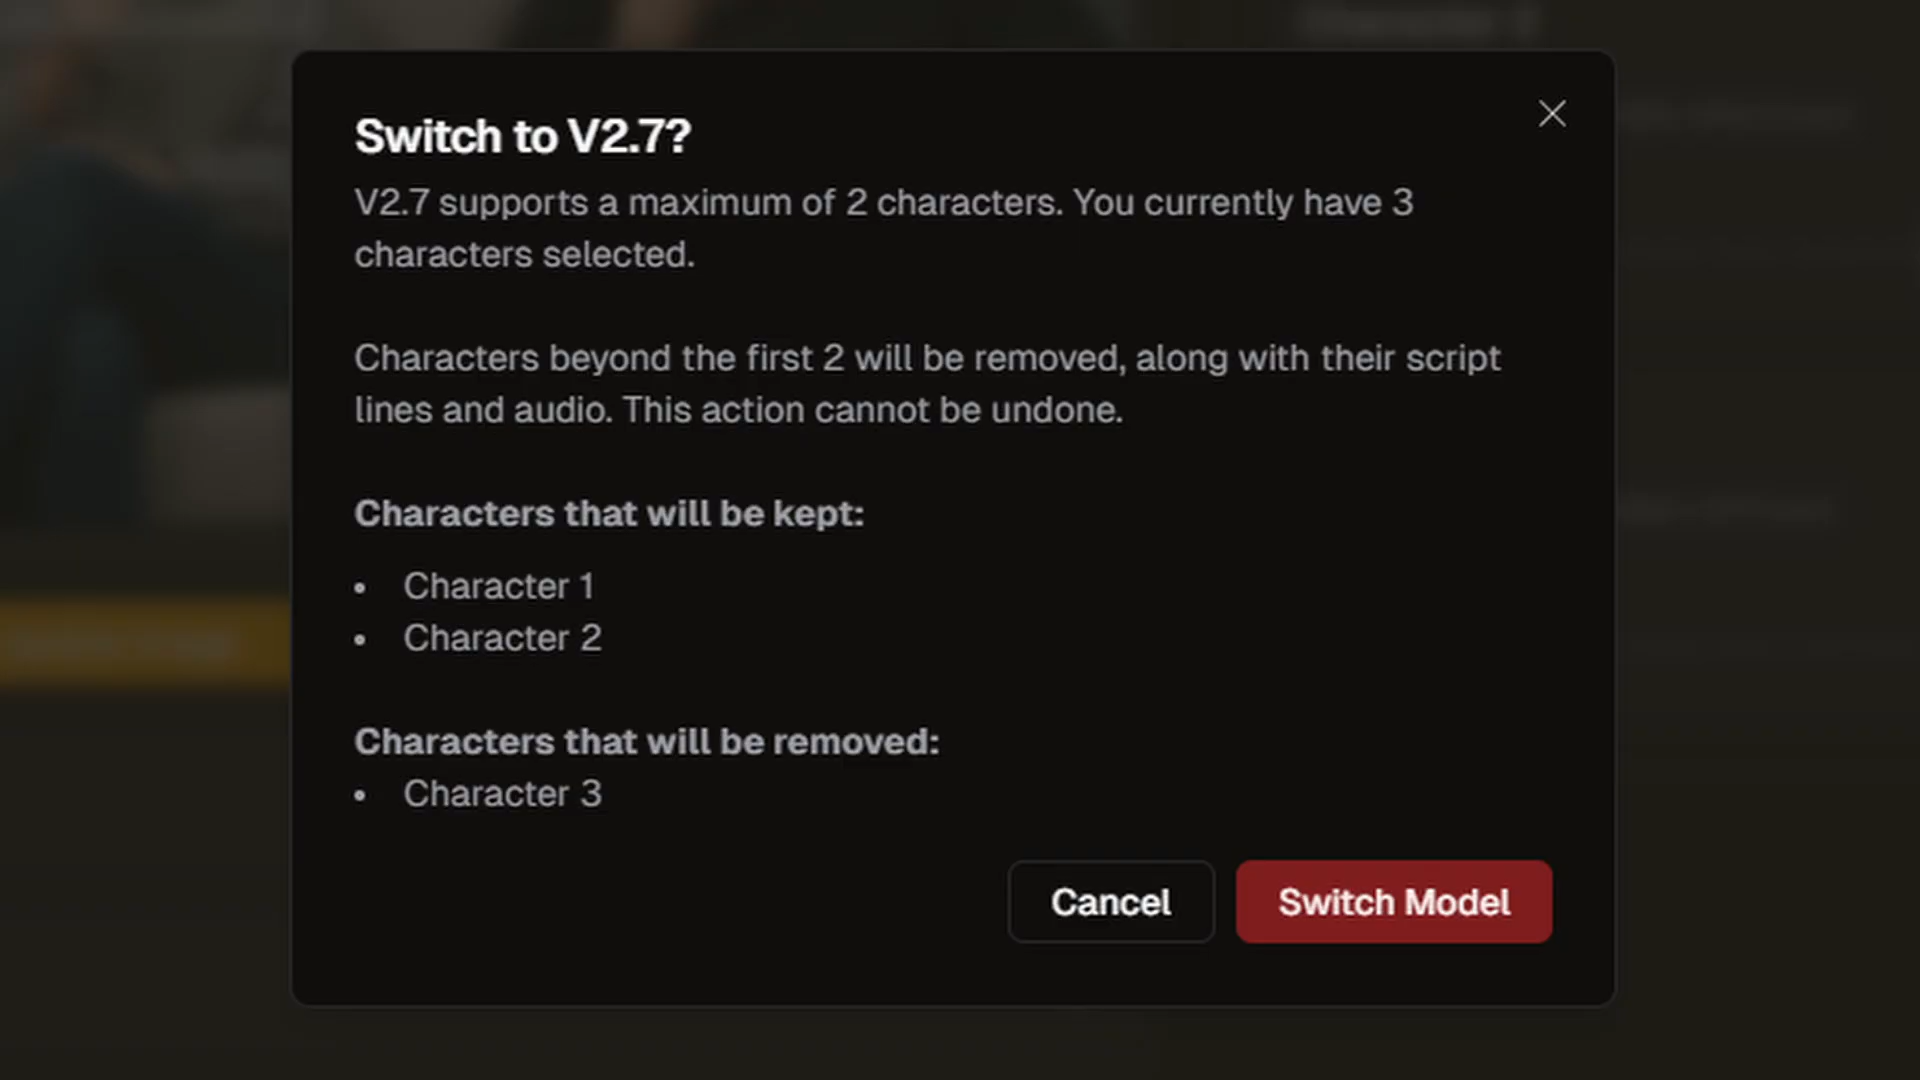 Switch to V2.7?
V2.7 supports a maximum of 2 characters. You currently have 3
characters selected.
Characters beyond the first 2 will be removed, along with their script
lines and audio. This action cannot be undone.
Characters that will be kept:
• Character 1
• Character 2
Characters that will be removed:
• Character 3
Cancel
Switch Model